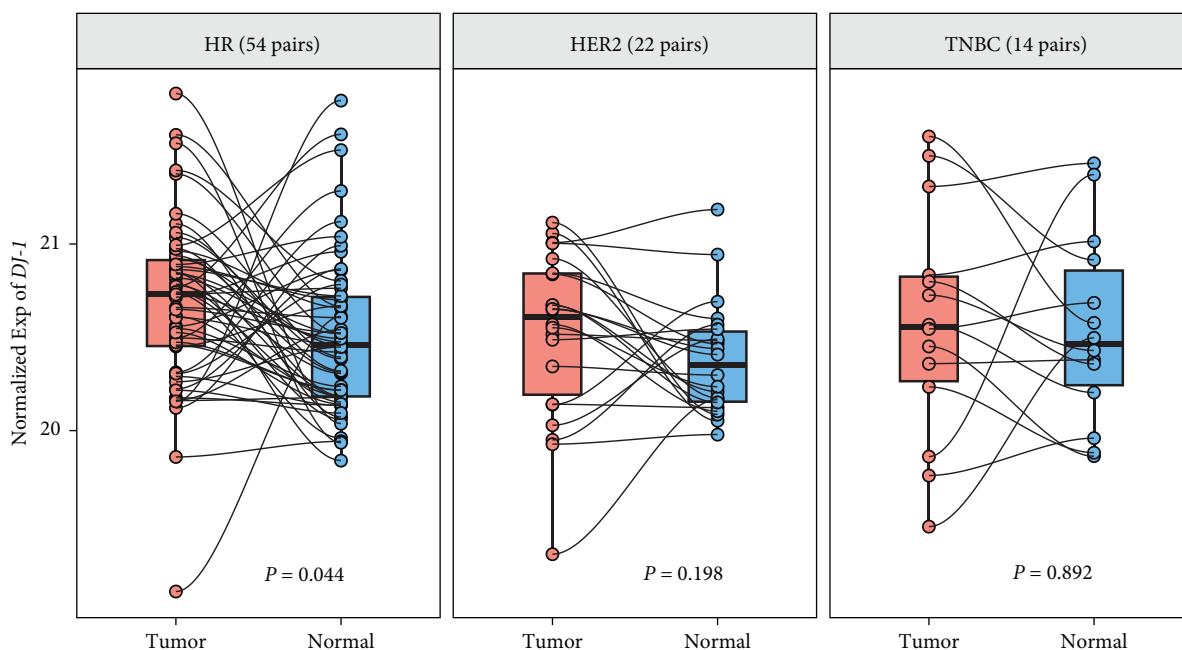 HR (54 pairs)
HER2 (22 pairs)
TNBC (14 pairs)
Normalized Exp of DJ-1
21
20
P = 0.044
P = 0.198
P = 0.892
Tumor
Normal
Tumor
Normal
Tumor
Normal